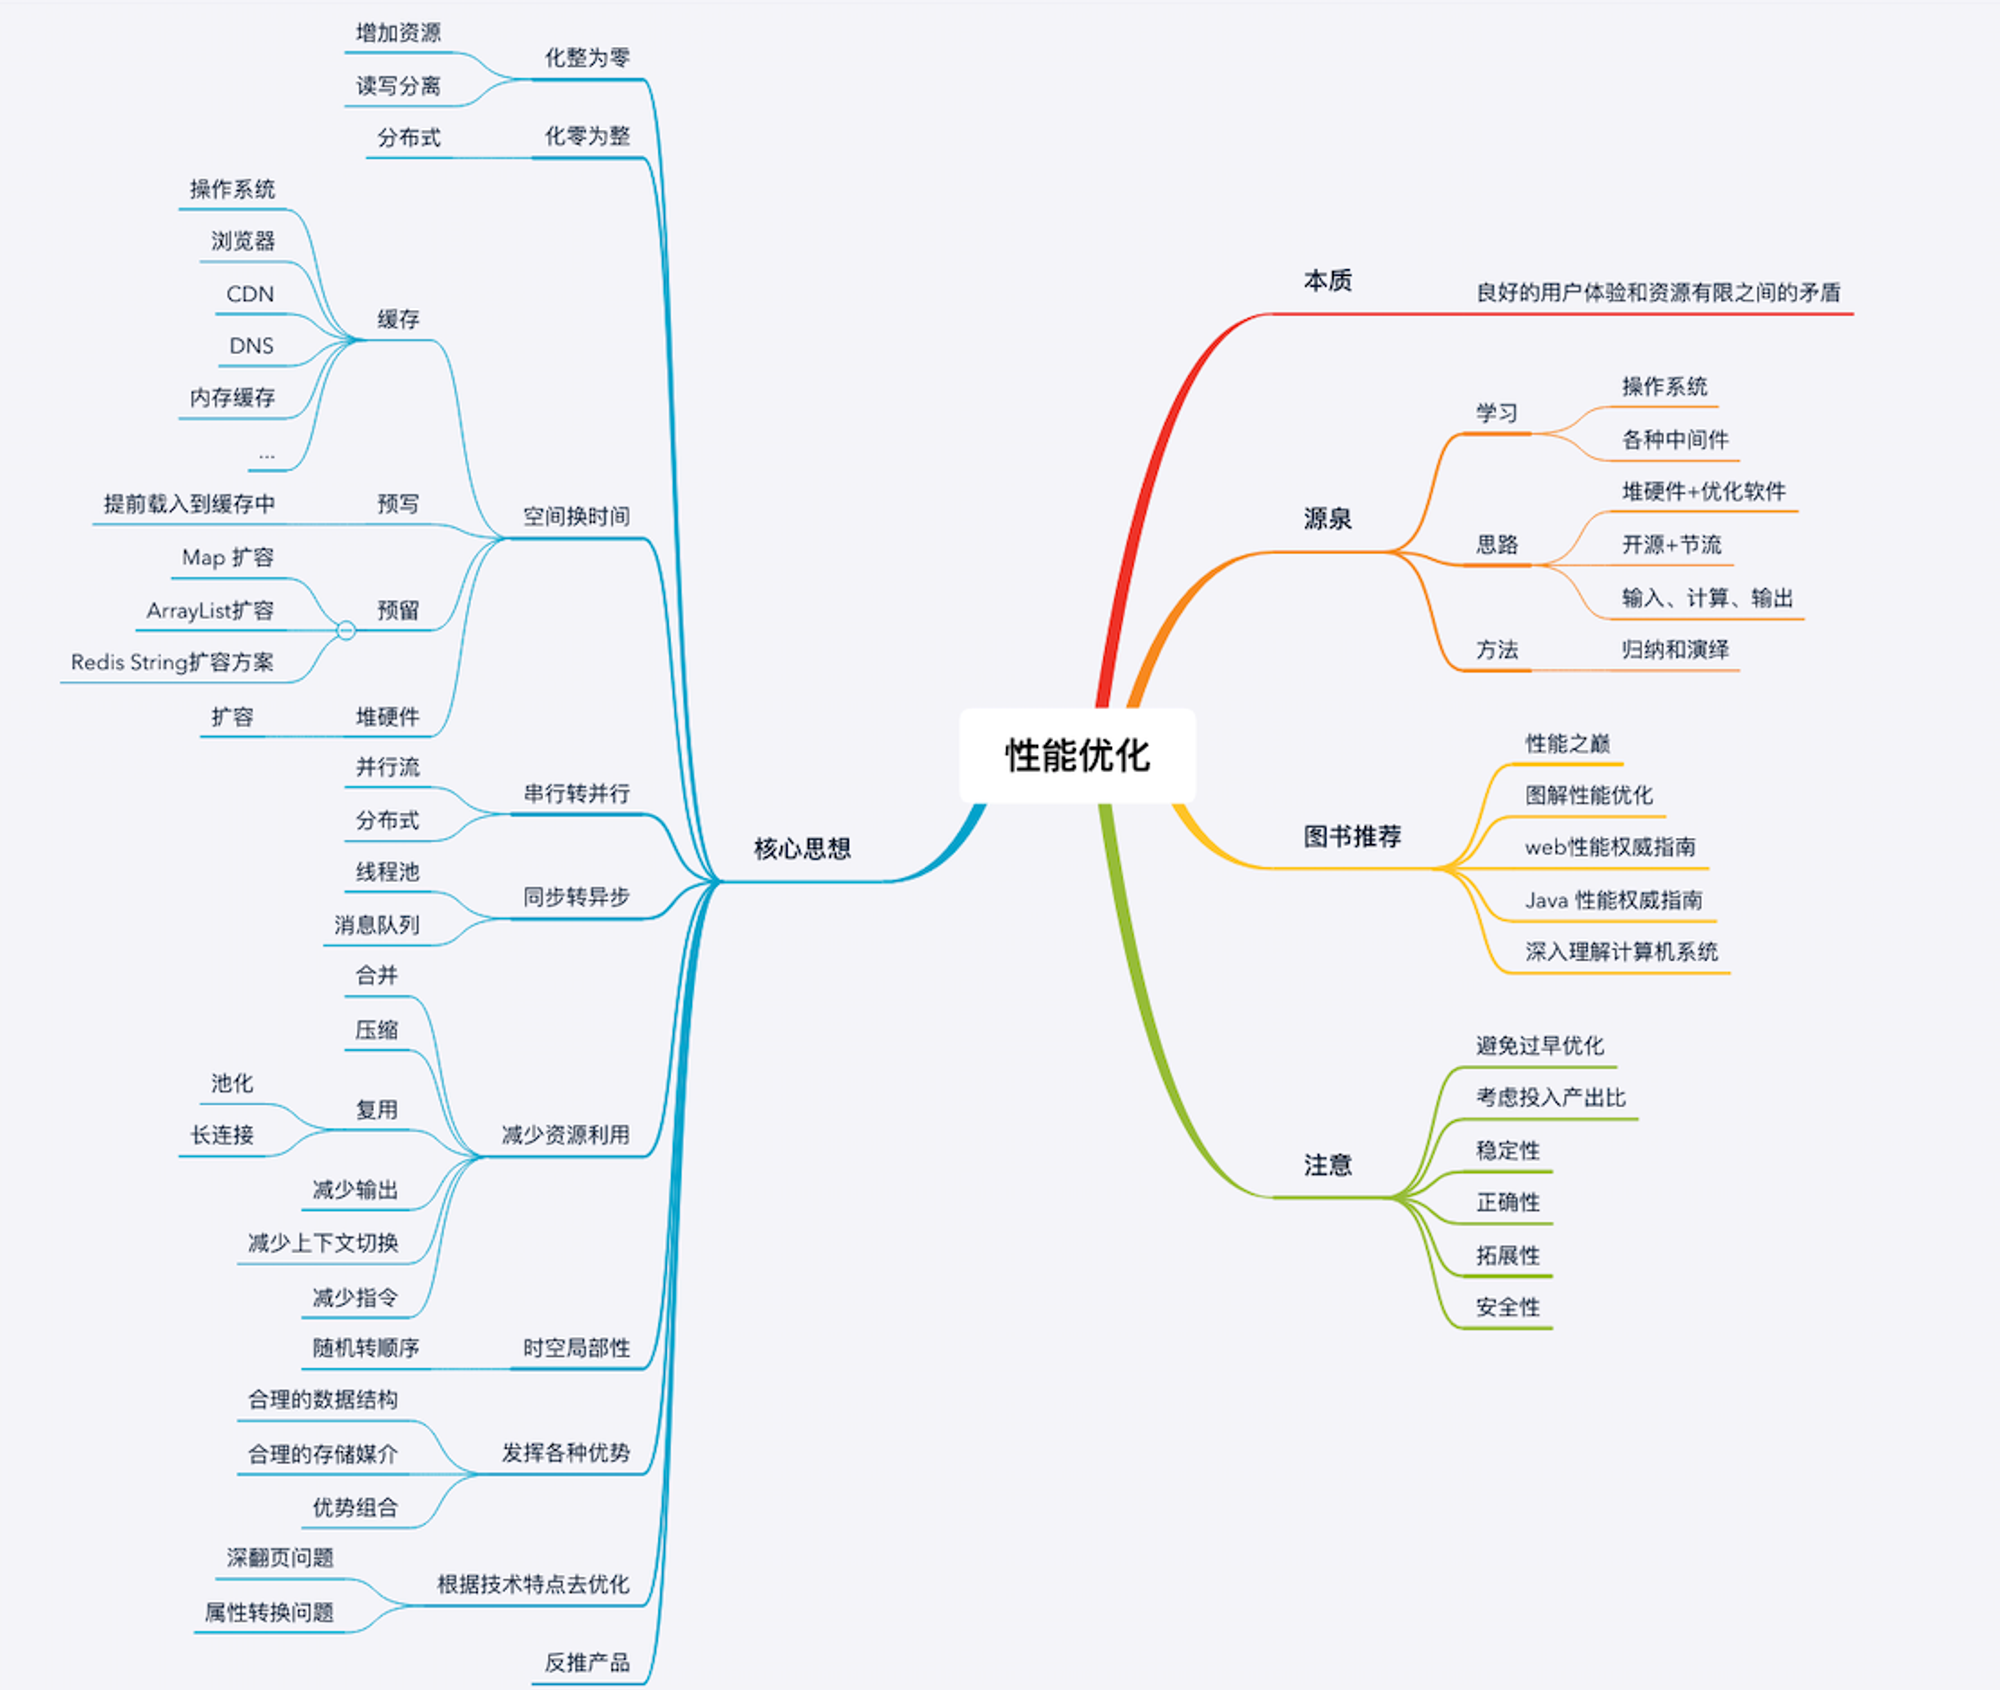 性能优化
本质
良好的用户体验和资源有限之间的矛盾
源泉
学习
操作系统
各种中间件
思路
堆硬件+优化软件
开源+节流
输入、计算、输出
方法
归纳和演绎
图书推荐
性能之巅
图解性能优化
web性能权威指南
Java 性能权威指南
深入理解计算机系统
注意
避免过早优化
考虑投入产出比
稳定性
正确性
拓展性
安全性
核心思想
化整为零
增加资源
读写分离
化零为整
分布式
空间换时间
缓存
操作系统
浏览器
CDN
DNS
内存缓存
...
预写
提前载入到缓存中
预留
Map 扩容
ArrayList扩容
Redis String扩容方案
堆硬件
扩容
串行转并行
并行流
分布式
同步转异步
线程池
消息队列
减少资源利用
合并
压缩
复用
池化
长连接
减少输出
减少上下文切换
减少指令
时空局部性
随机转顺序
发挥各种优势
合理的数据结构
合理的存储媒介
优势组合
根据技术特点去优化
深翻页问题
属性转换问题
反推产品